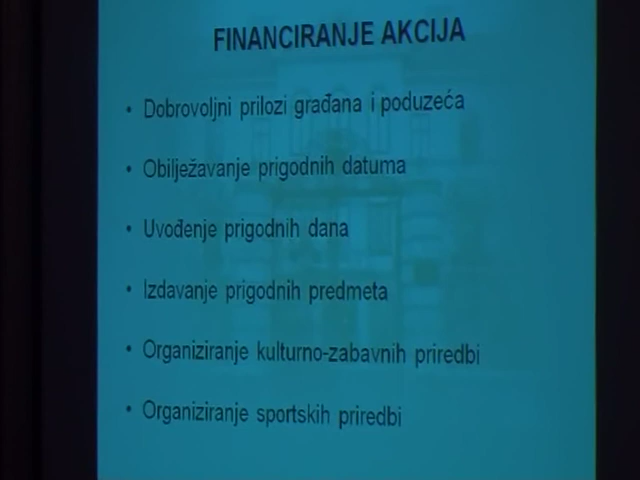 FINANCIRANJE AKCIJA
• Dobrovoljni prilozi građana i poduzeća
• Obilježavanje prigodnih datuma
• Uvođenje prigodnih dana
• Izdavanje prigodnih predmeta
• Organiziranje kulturno-zabavnih priredbi
• Organiziranje sportskih priredbi